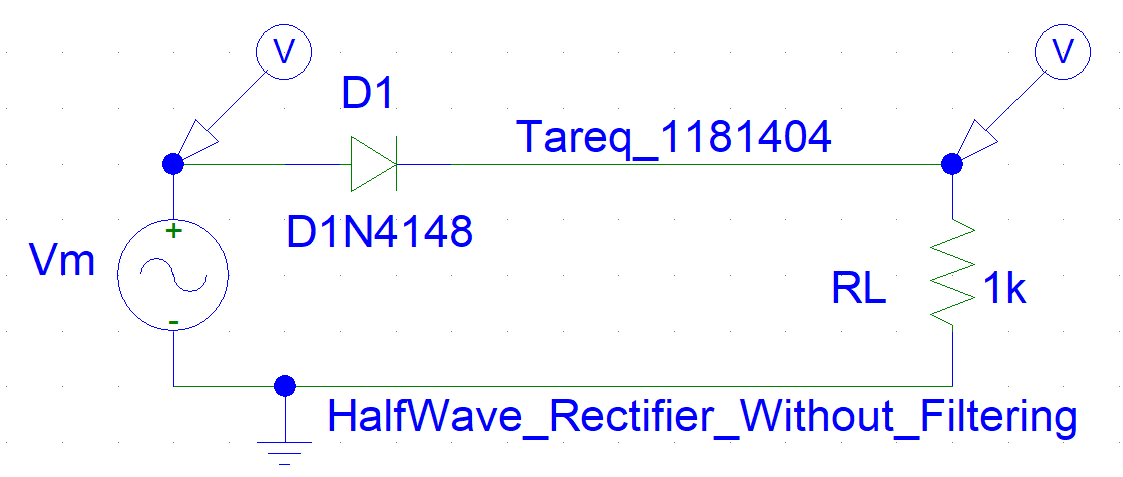 V
V
D1
Tareq_1181404
D1N4148
+
Vm
-
RL
1k
HalfWave_Rectifier_Without_Filtering